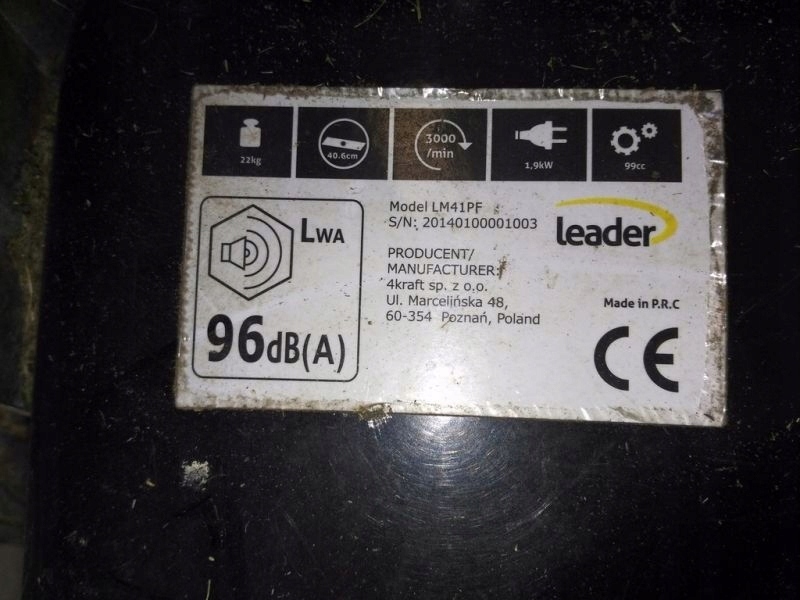 22kg
40.6cm
3000
/min
1,9kW
99cc
LWA
96dB(A)
Model LM41PF
S/N: 20140100001003
PRODUCENT/
MANUFACTURER:
4kraft sp. z o.o.
Ul. Marcelińska 48,
60-354 Poznań, Poland
leader
Made in P.R.C
CE